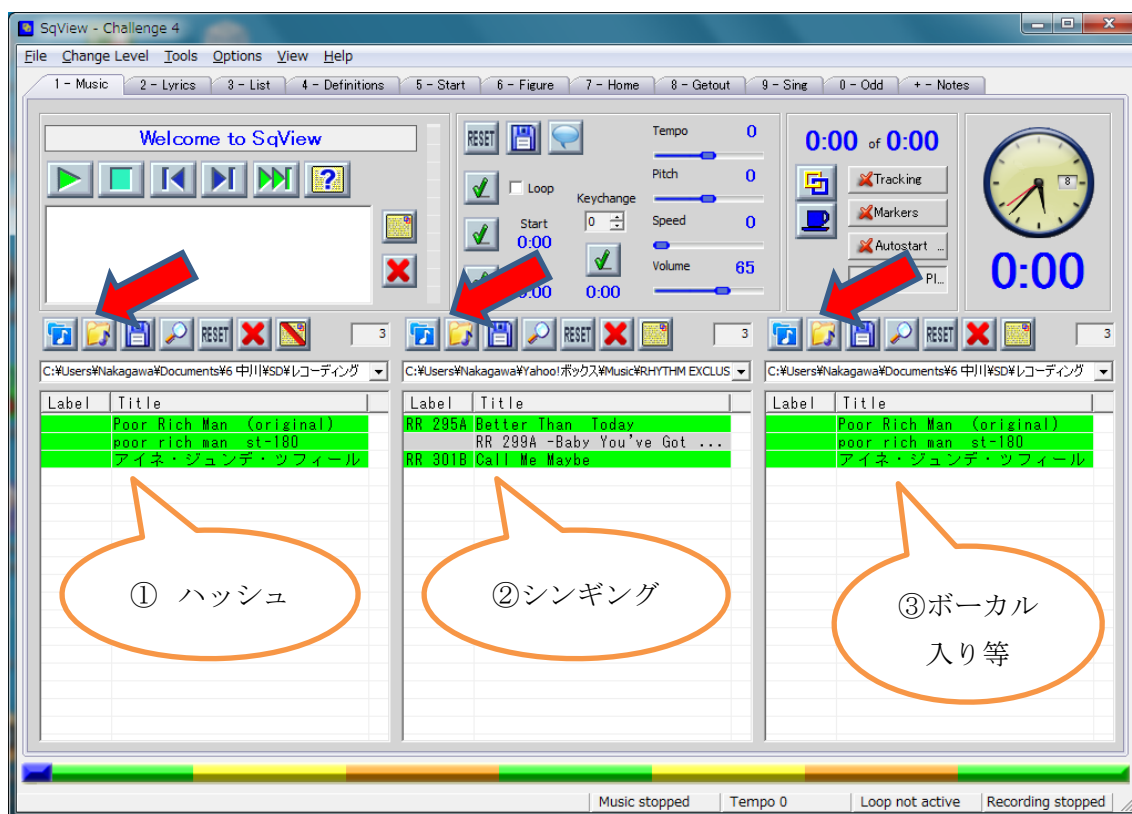 SqView - Challenge 4
File Change Level Tools Options View Help
1 - Music 2 - Lyrics 3 - List 4 - Definitions 5 - Start 6 - Figure 7 - Home 8 - Getout 9 - Sing 0 - Odd + - Notes
Welcome to SqView
RESET
Loop
Start
0:00
0:00
Keychange
0
0:00
Tempo 0
Pitch 0
Speed 0
Volume 65
0:00 of 0:00
Tracking
Markers
Autostart ...
Pl...
8
0:00
RESET 3
RESET 3
RESET 3
C:¥Users¥Nakagawa¥Documents¥6 中川¥SD¥レコーディング
C:¥Users¥Nakagawa¥Yahoo!ボックス¥Music¥RHYTHM EXCLUS
C:¥Users¥Nakagawa¥Documents¥6 中川¥SD¥レコーディング
Label Title
Poor Rich Man (original)
poor rich man st-180
アイネ・ジュンデ・ツフィール
Label Title
RR 295A Better Than Today
RR 299A -Baby You've Got ...
RR 301B Call Me Maybe
Label Title
Poor Rich Man (original)
poor rich man st-180
アイネ・ジュンデ・ツフィール
① ハッシュ
②シンギング
③ボーカル
入り等
Music stopped Tempo 0 Loop not active Recording stopped